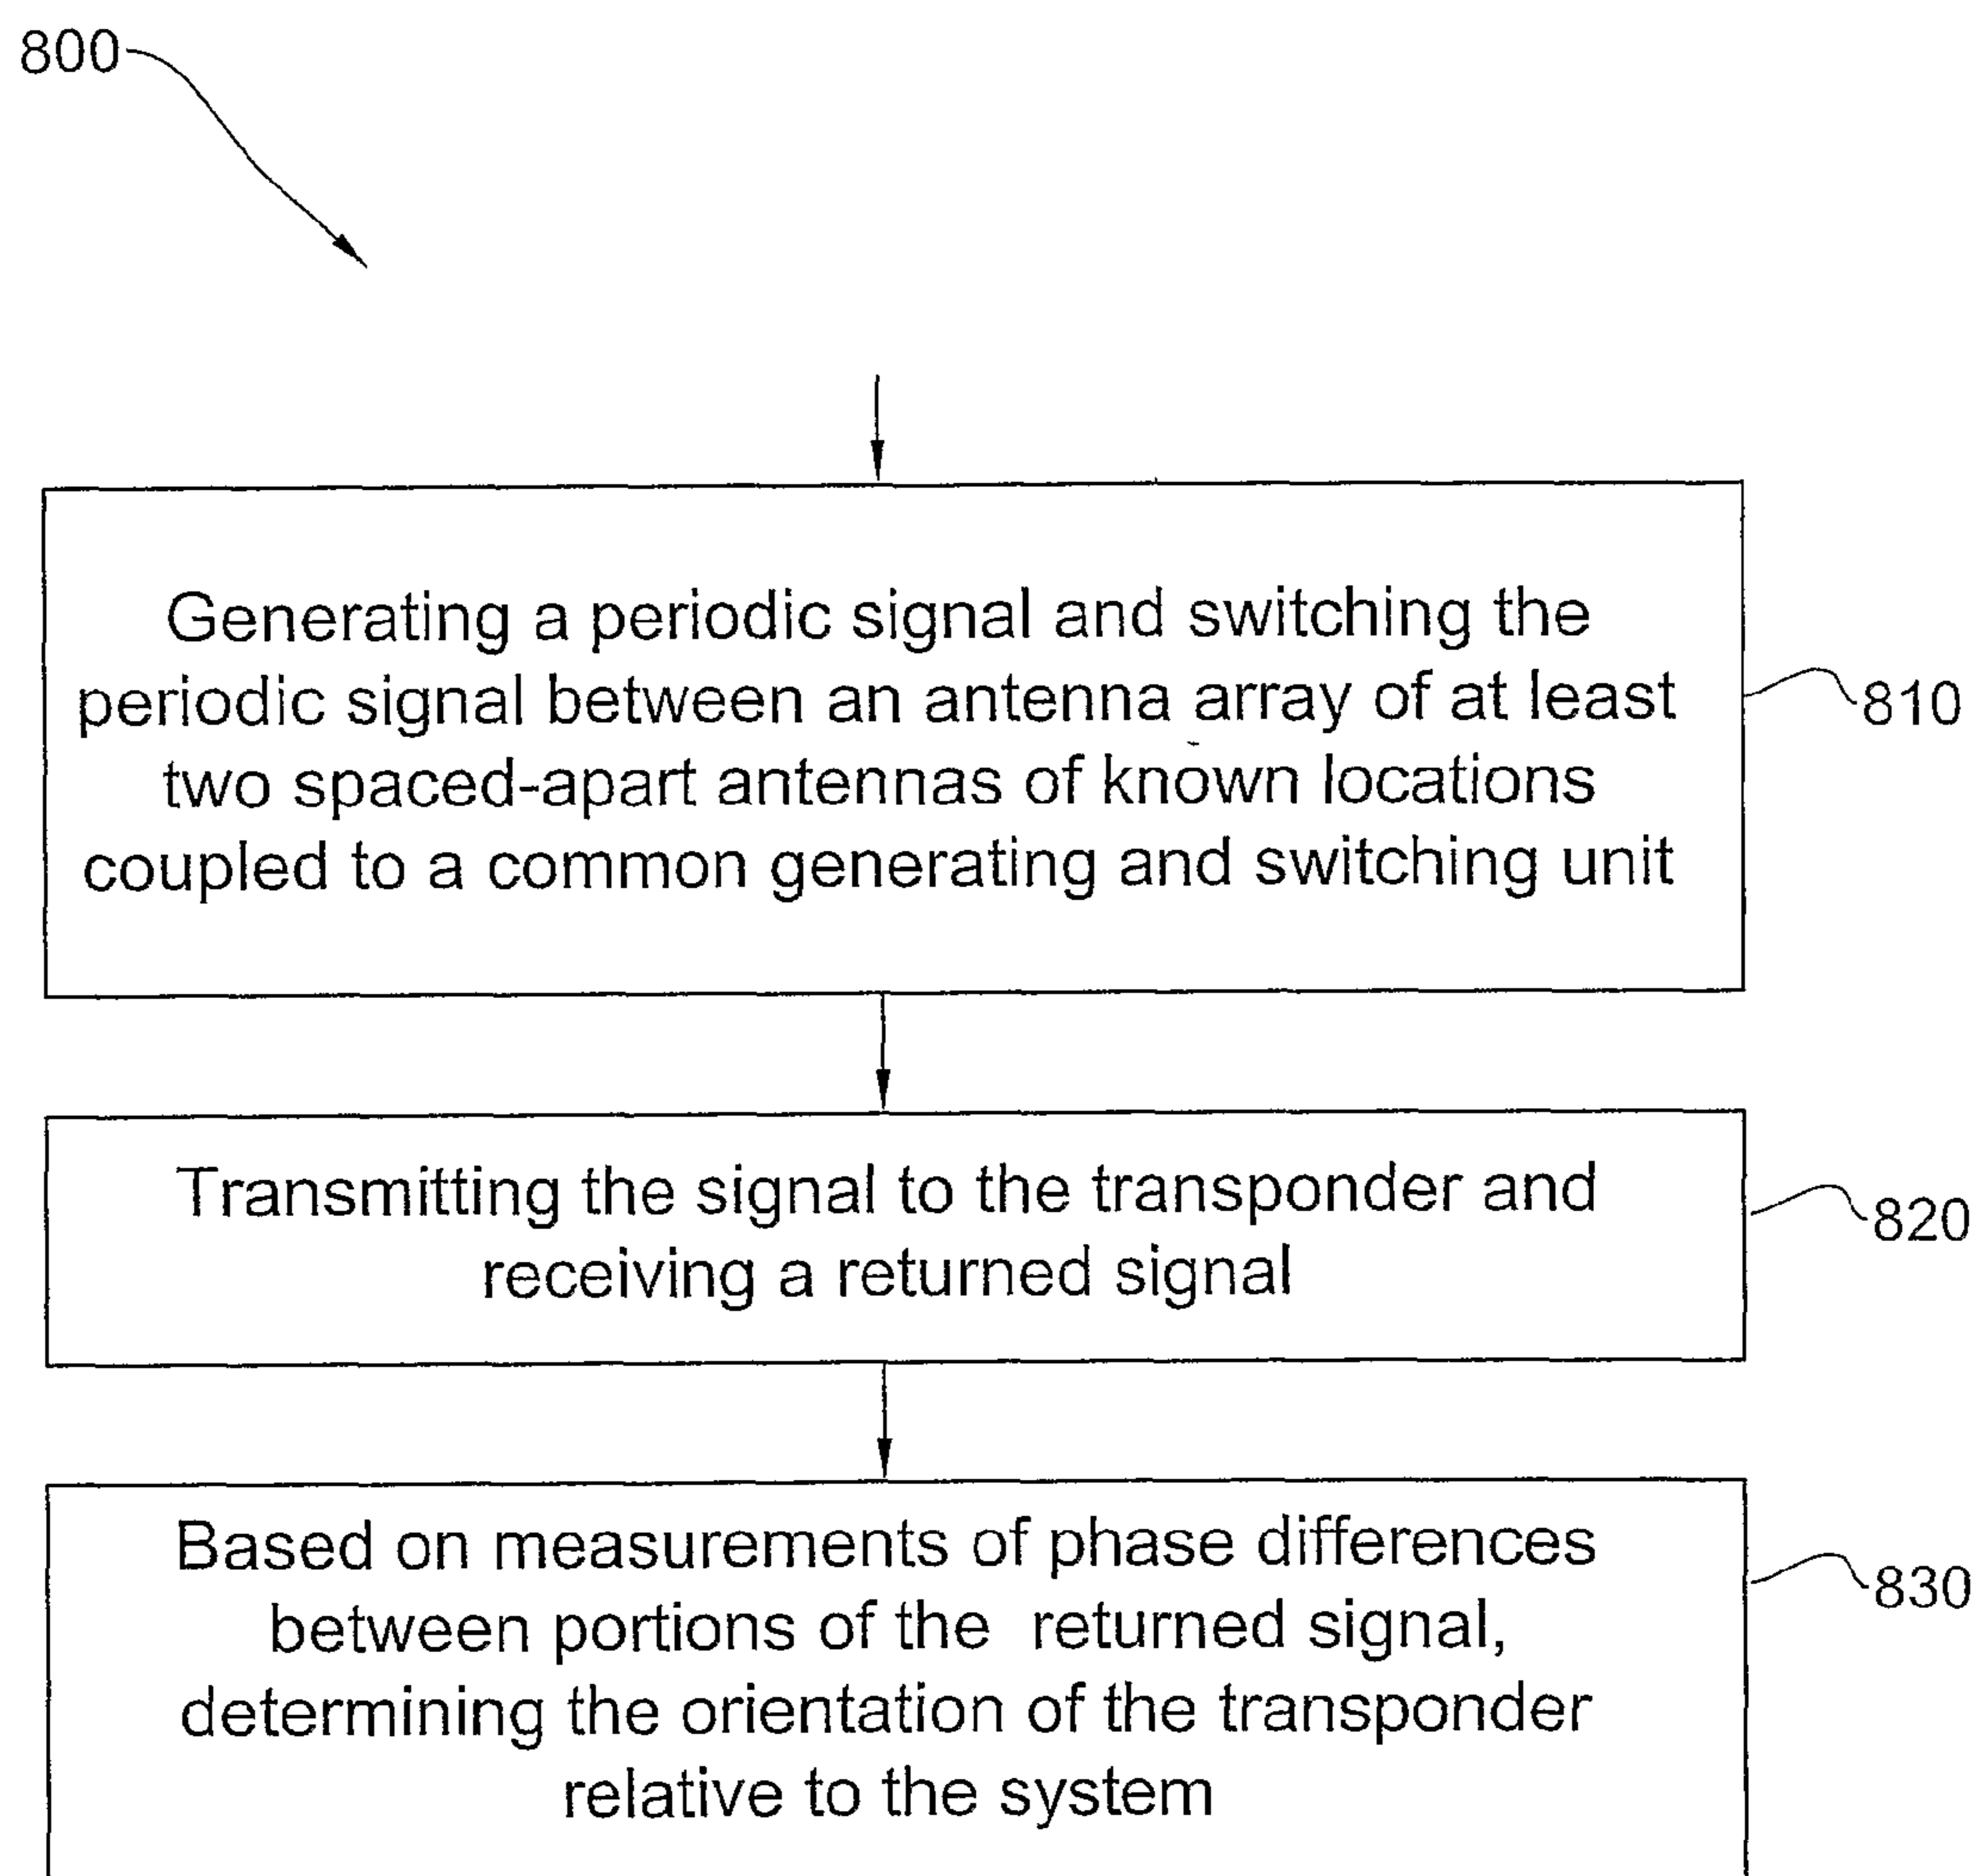 800
Generating a periodic signal and switching the
periodic signal between an antenna array of at least
two spaced-apart antennas of known locations
coupled to a common generating and switching unit
810
Transmitting the signal to the transponder and
receiving a returned signal
820
Based on measurements of phase differences
between portions of the returned signal,
determining the orientation of the transponder
relative to the system
830